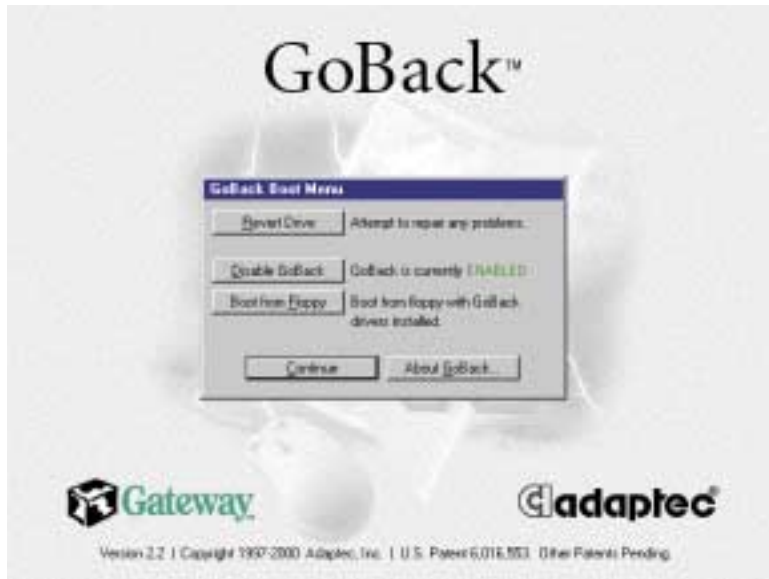 GoBack™
GoBack Boot Menu
Revert Drive Attempt to repair any problems.
Disable GoBack GoBack is currently ENABLED
Boot from Floppy Boot from floppy with GoBack
drivers installed.
Continue About GoBack...
Gateway
adaptec®
Version 2.2 | Copyright 1997-2000 Adaptec, Inc. | U.S. Patent 6,016,553. Other Patents Pending.